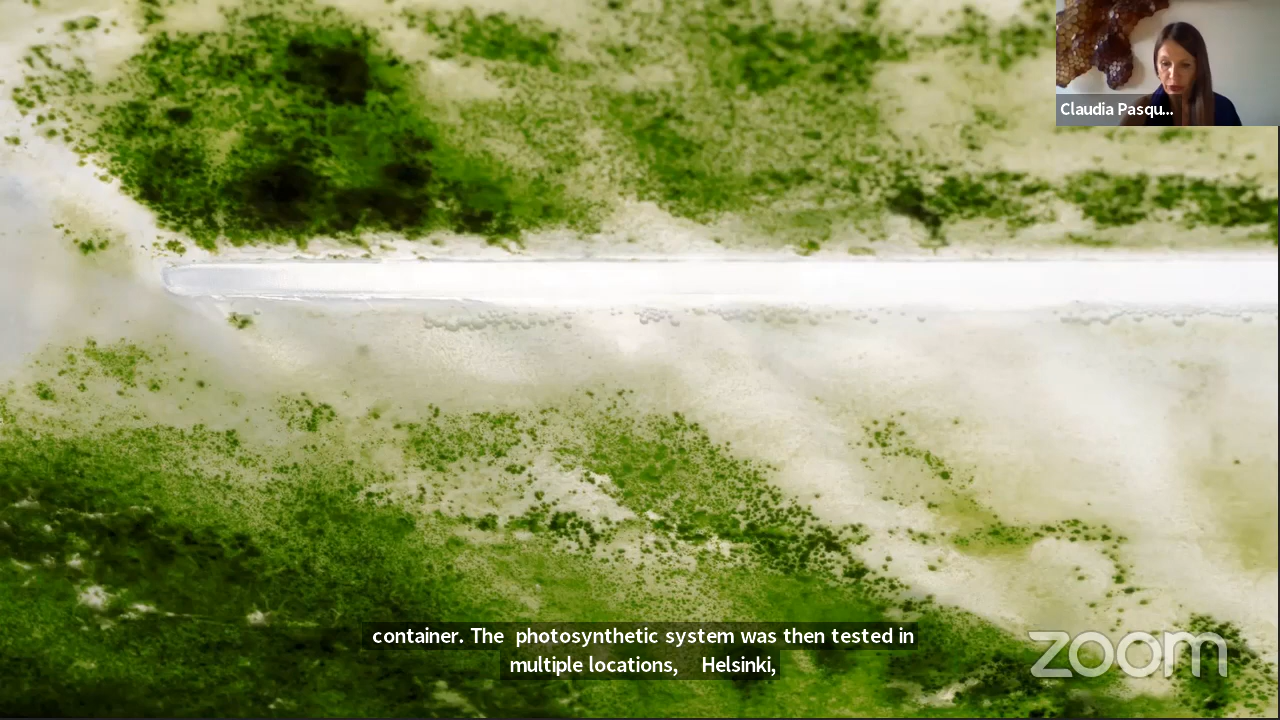 Claudia Pasqu...
container. The photosynthetic system was then tested in
multiple locations, Helsinki,
zoom